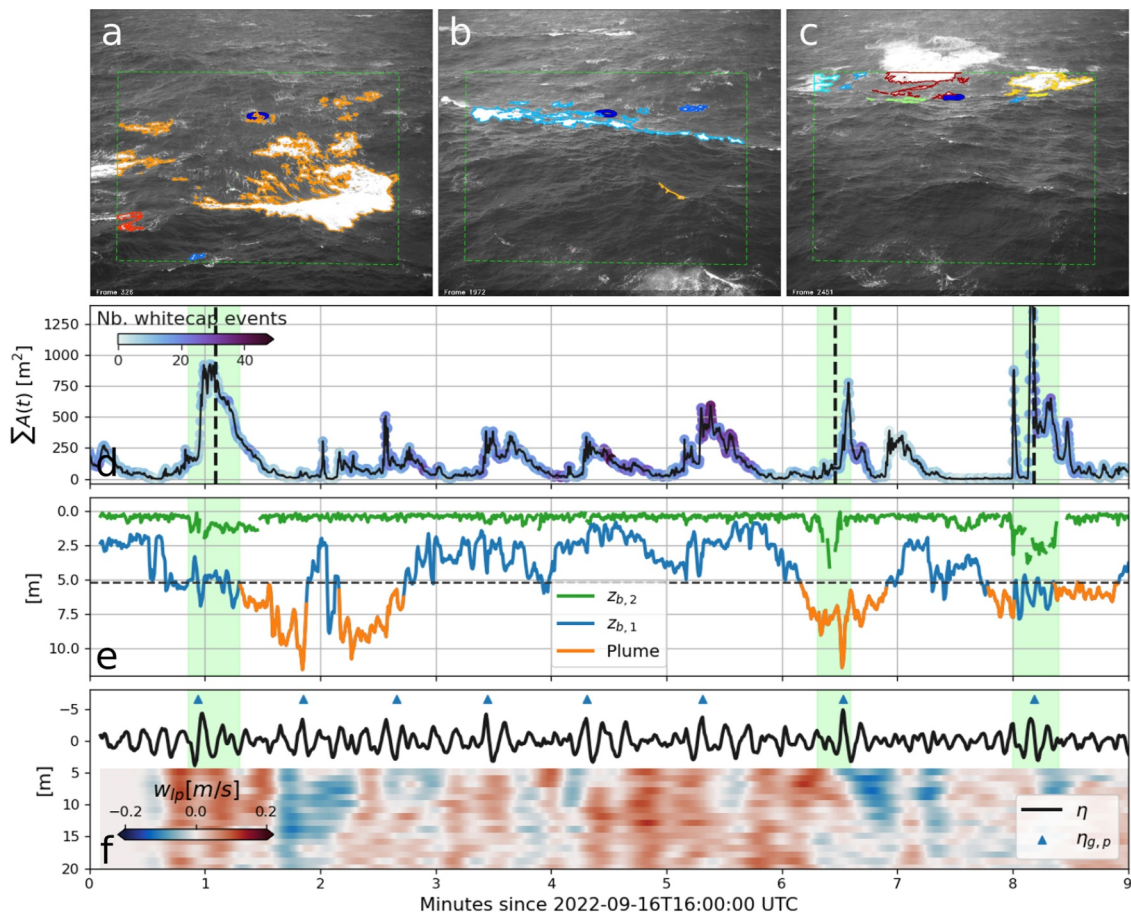 a
b
c
Frame 326
Frame 1972
Frame 2451
Nb. whitecap events
0 20 40
1250
1000
750
500
250
0
∑A(t) [m²]
d
0.0
2.5
5.0
7.5
10.0
[m]
e
z_{b,2}
z_{b,1}
Plume
−5
0
5
10
15
20
[m]
w_{lp}[m/s]
−0.2 0.0 0.2
f
η
η_{g,p}
0 1 2 3 4 5 6 7 8 9
Minutes since 2022-09-16T16:00:00 UTC